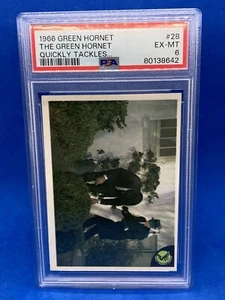 1966 GREEN HORNET #28
THE GREEN HORNET EX-MT
QUICKLY TACKLES... 6
PSA 80138642